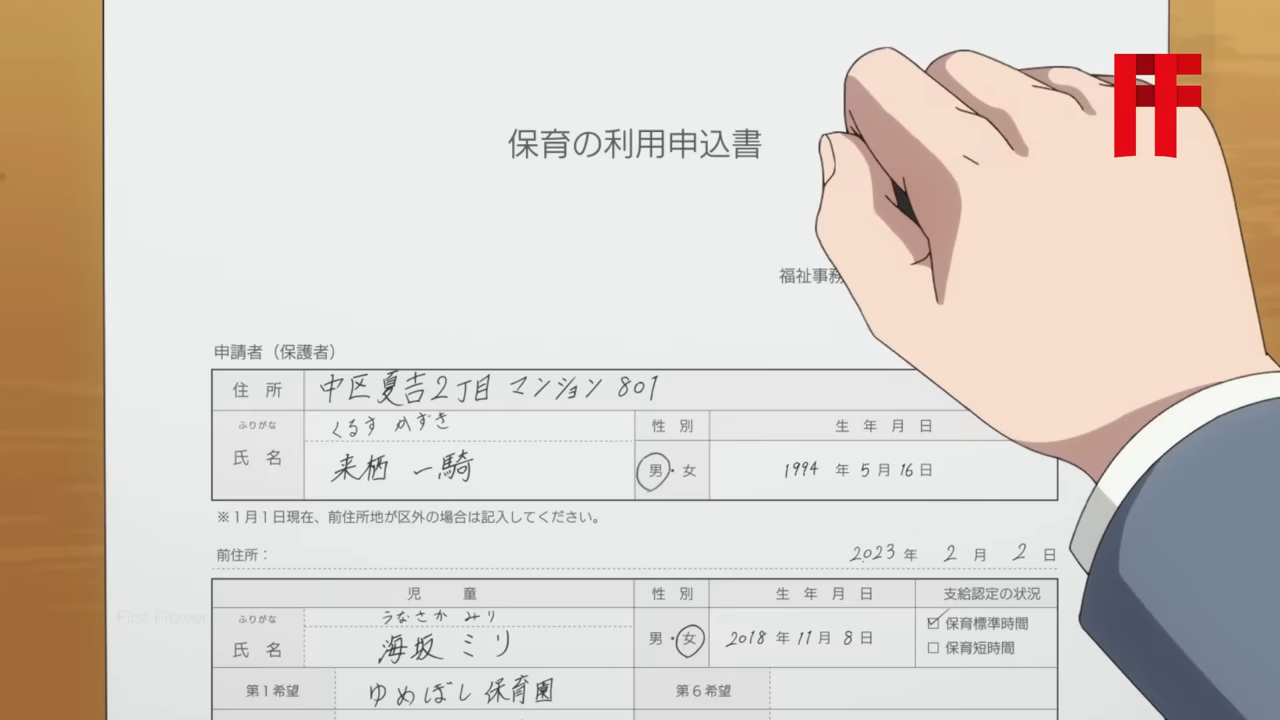 FF
保育の利用申込書
福祉事務
申請者（保護者）
住 所 中区夏吉2丁目 マンション 801
ふりがな くるす かずき 性 別 生 年 月 日
氏 名 来栖 一騎 男・女 1994 年 5 月 16 日
※1月1日現在、前住所地が区外の場合は記入してください。
前住所： 2023 年 2 月 2 日
児 童 性 別 生 年 月 日 支給認定の状況
ふりがな うなさか みり ☑ 保育標準時間
氏 名 海坂 ミリ 男・女 2018 年 11 月 8 日 □ 保育短時間
第1希望 ゆめぼし 保育園 第6希望
First Flower